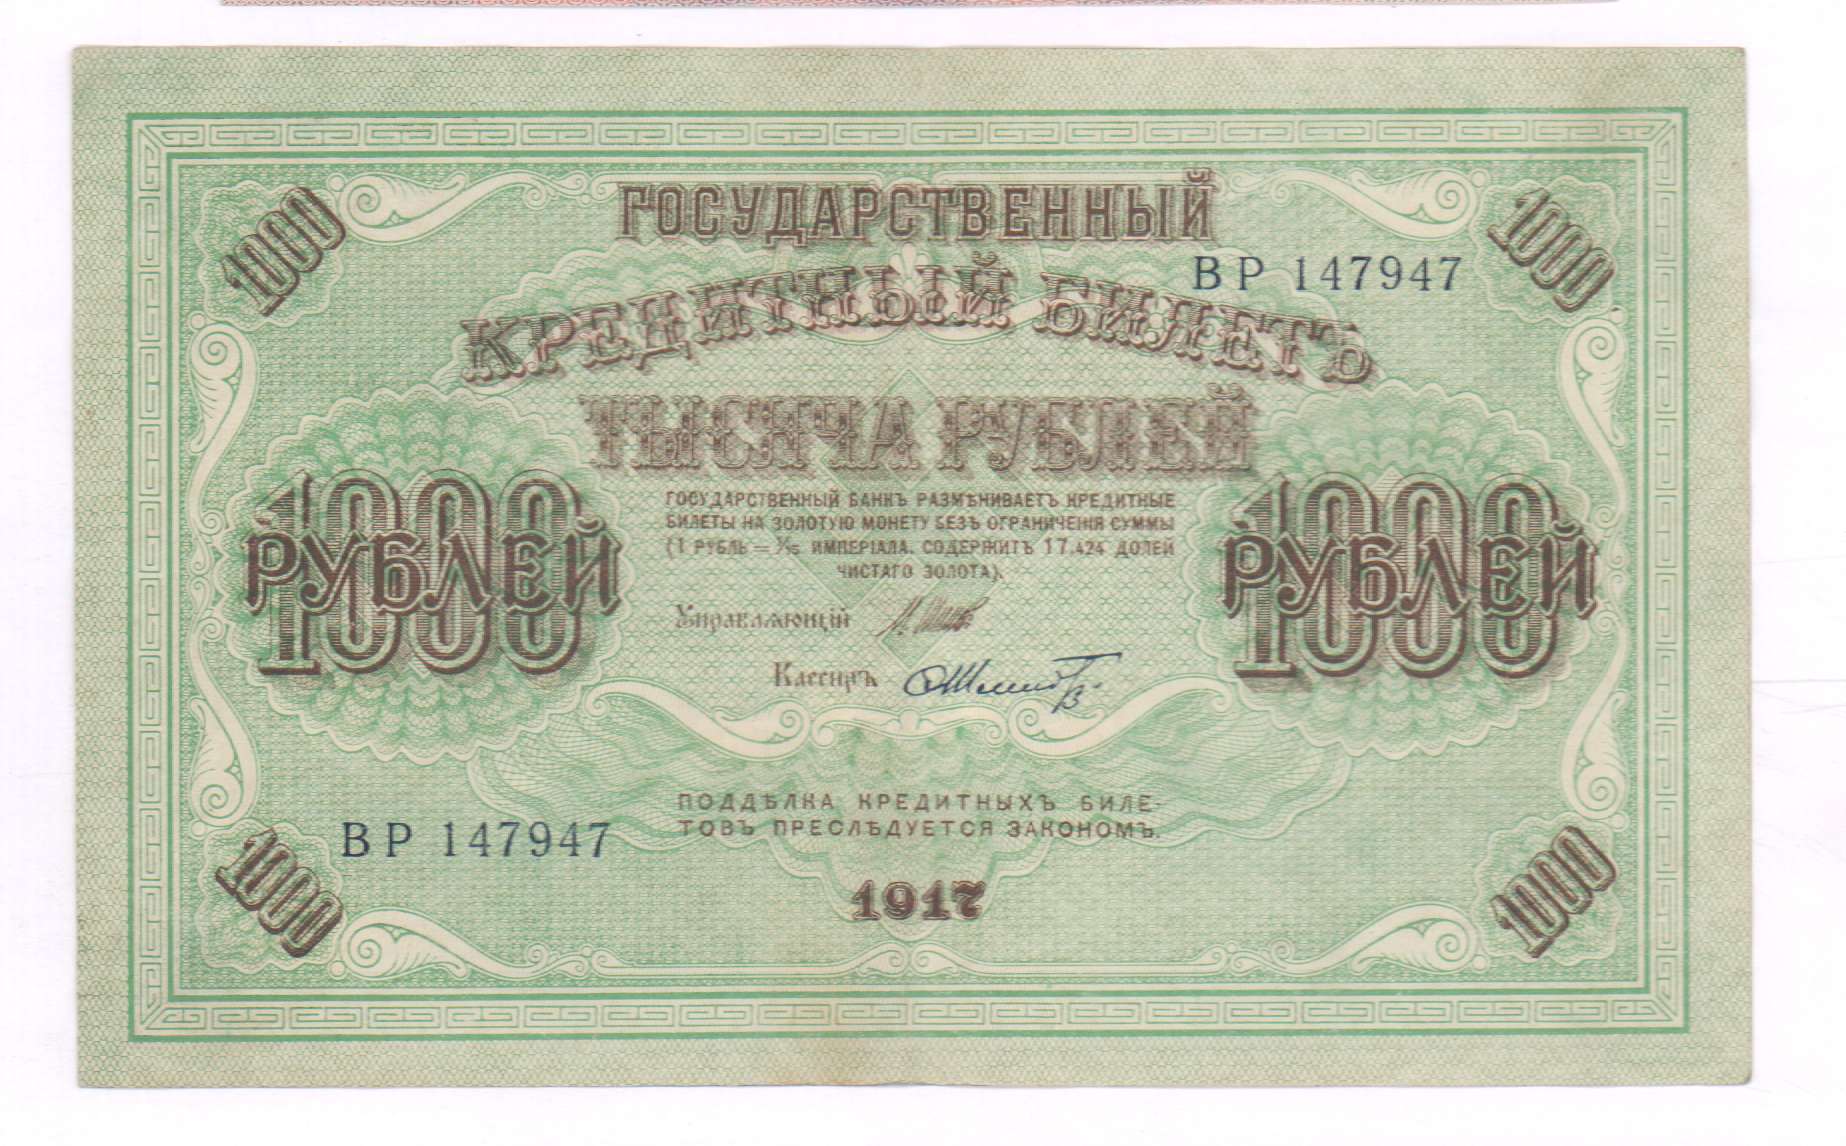 1000
ГОСУДАРСТВЕННЫЙ
1000
ВР 147947
КРЕДИТНЫЙ БИЛЕТЪ
ТЫСЯЧА РУБЛЕЙ
1000
РУБЛЕЙ
1000
РУБЛЕЙ
ГОСУДАРСТВЕННЫЙ БАНКЪ РАЗМѢНИВАЕТЪ КРЕДИТНЫЕ
БИЛЕТЫ НА ЗОЛОТУЮ МОНЕТУ БЕЗЪ ОГРАНИЧЕНІЯ СУММЫ
(1 РУБЛЬ = 1/15 ИМПЕРІАЛА, СОДЕРЖИТЪ 17.424 ДОЛЕЙ
ЧИСТАГО ЗОЛОТА).
Управляющій
Кассиръ
ПОДДѢЛКА КРЕДИТНЫХЪ БИЛЕ-
ТОВЪ ПРЕСЛѢДУЕТСЯ ЗАКОНОМЪ.
ВР 147947
1000
1917
1000